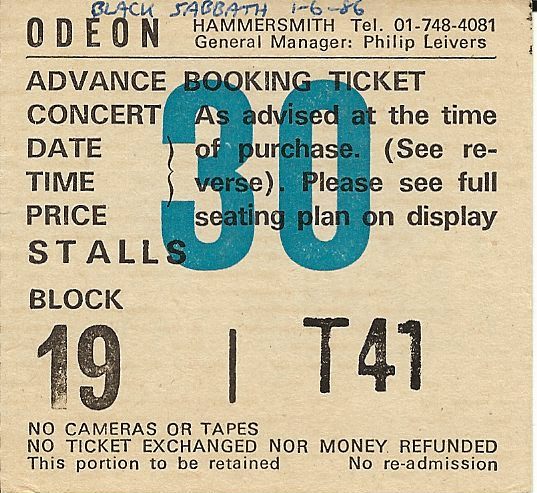 BLACK SABBATH 1-6-86
ODEON HAMMERSMITH Tel. 01-748-4081
General Manager: Philip Leivers
ADVANCE BOOKING TICKET
CONCERT As advised at the time
DATE of purchase. (See re-
TIME verse). Please see full
PRICE seating plan on display
30
STALLS
BLOCK
19 | T41
NO CAMERAS OR TAPES
NO TICKET EXCHANGED NOR MONEY REFUNDED
This portion to be retained No re-admission